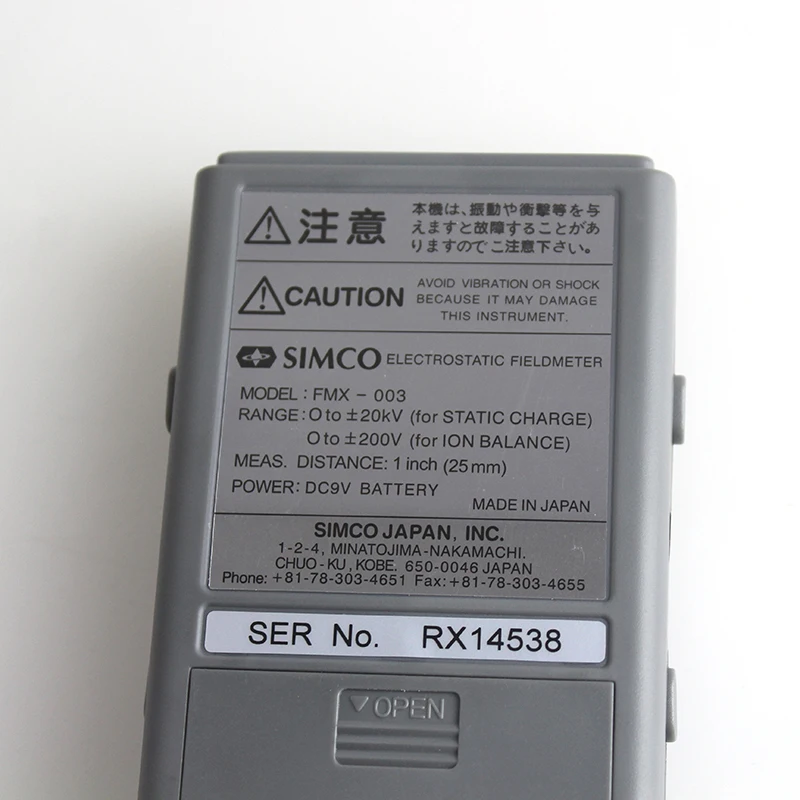 注意
本機は、振動や衝撃等を与
えますと故障することがあ
りますのでご注意下さい。
CAUTION
AVOID VIBRATION OR SHOCK
BECAUSE IT MAY DAMAGE
THIS INSTRUMENT.
SIMCO ELECTROSTATIC FIELDMETER
MODEL : FMX - 003
RANGE : 0 to ±20kV (for STATIC CHARGE)
0 to ±200V (for ION BALANCE)
MEAS. DISTANCE: 1 inch (25mm)
POWER: DC9V BATTERY
MADE IN JAPAN
SIMCO JAPAN, INC.
1-2-4, MINATOJIMA-NAKAMACHI.
CHUO-KU, KOBE. 650-0046 JAPAN
Phone: +81-78-303-4651 Fax: +81-78-303-4655
SER No. RX14538
OPEN